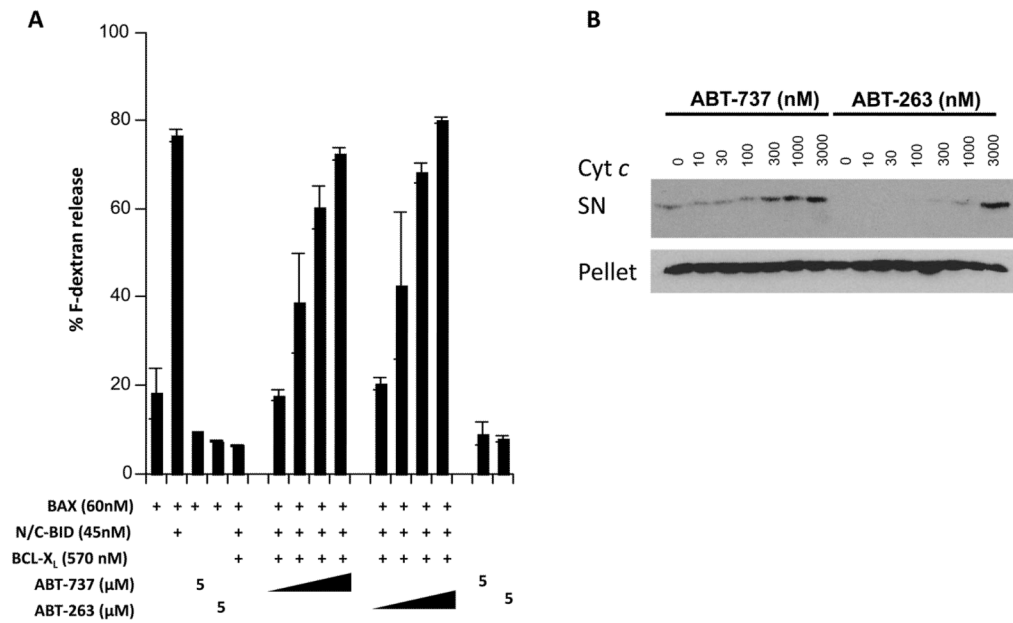 A
% F-dextran release
100
80
60
40
20
0
BAX (60nM) + + + + + + + + + + + + +
N/C-BID (45nM) + + + + + + + + + +
BCL-XL (570 nM) + + + + + + + + +
ABT-737 (μM) 5 5
ABT-263 (μM) 5 5
B
ABT-737 (nM) ABT-263 (nM)
Cyt c 0 10 30 100 300 1000 3000 0 10 30 100 300 1000 3000
SN
Pellet